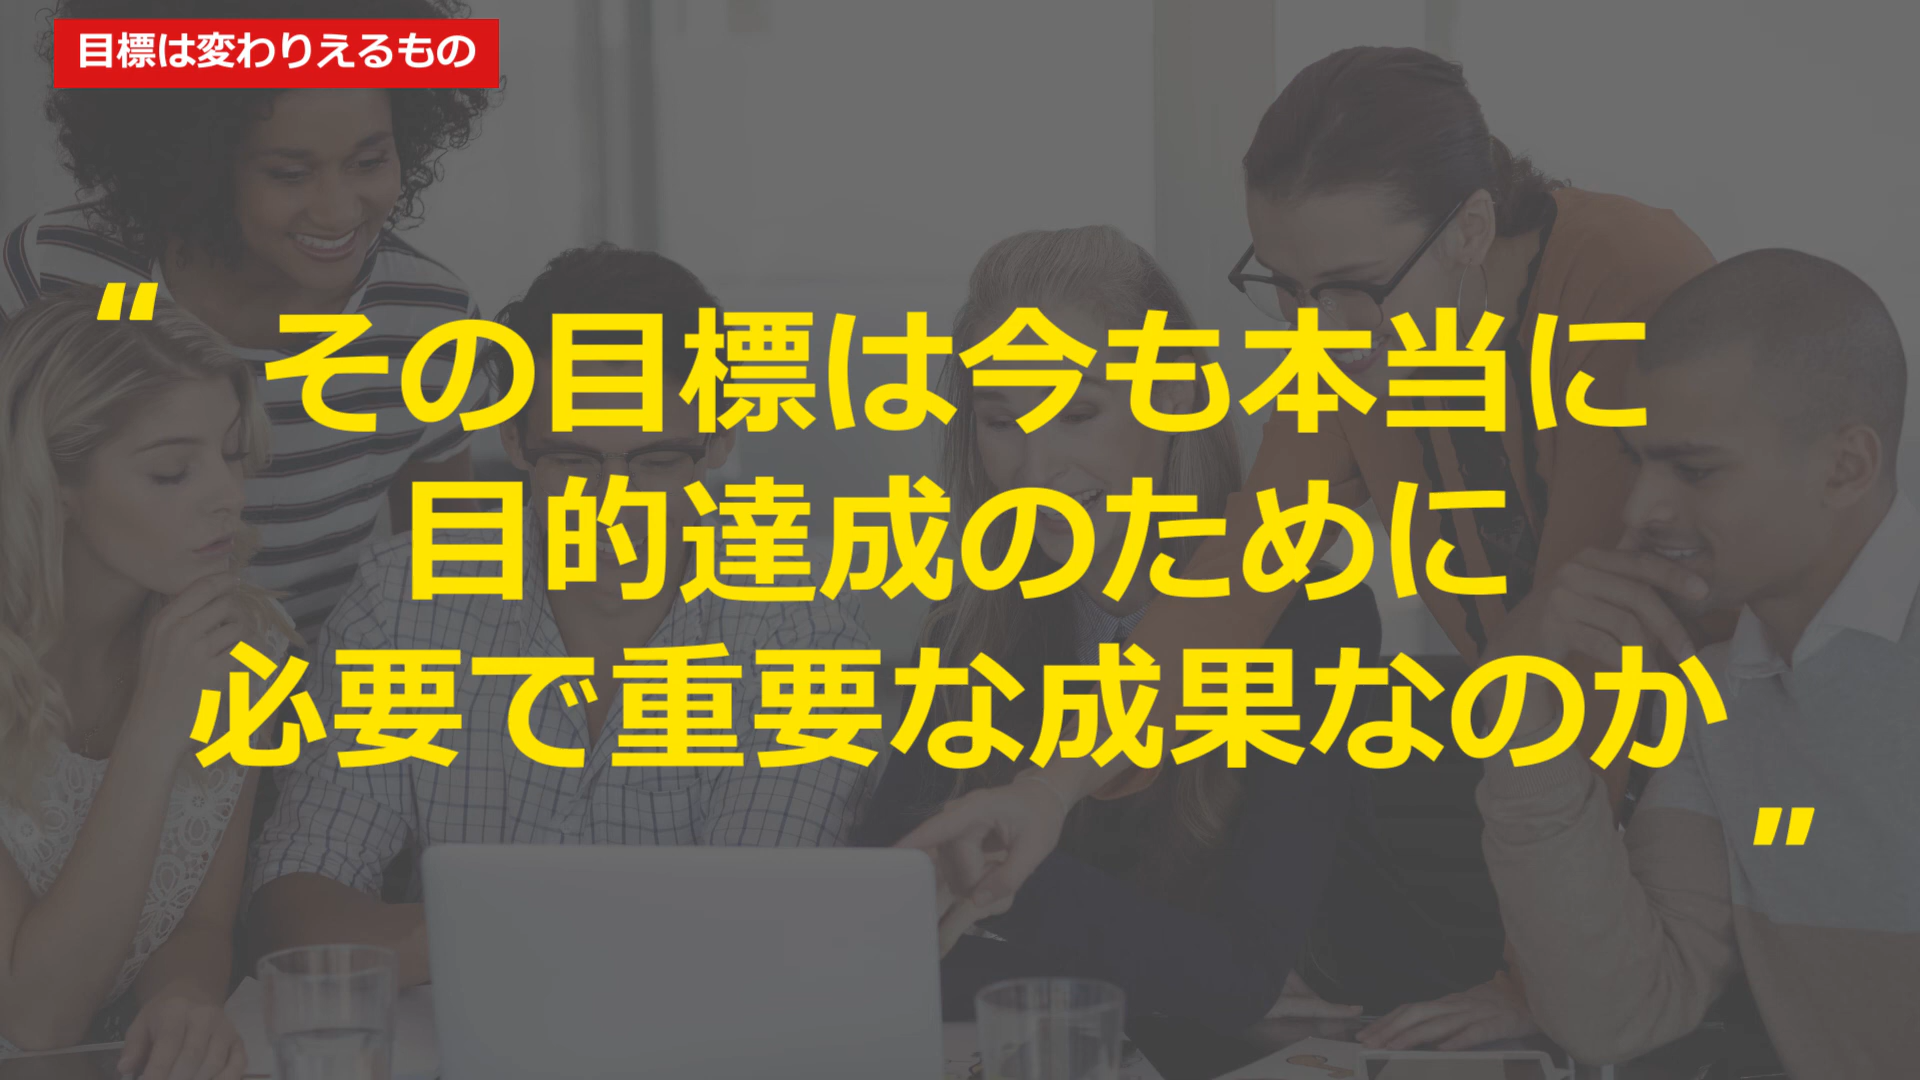 目標は変わりえるもの
“ その目標は今も本当に
目的達成のために
必要で重要な成果なのか
”